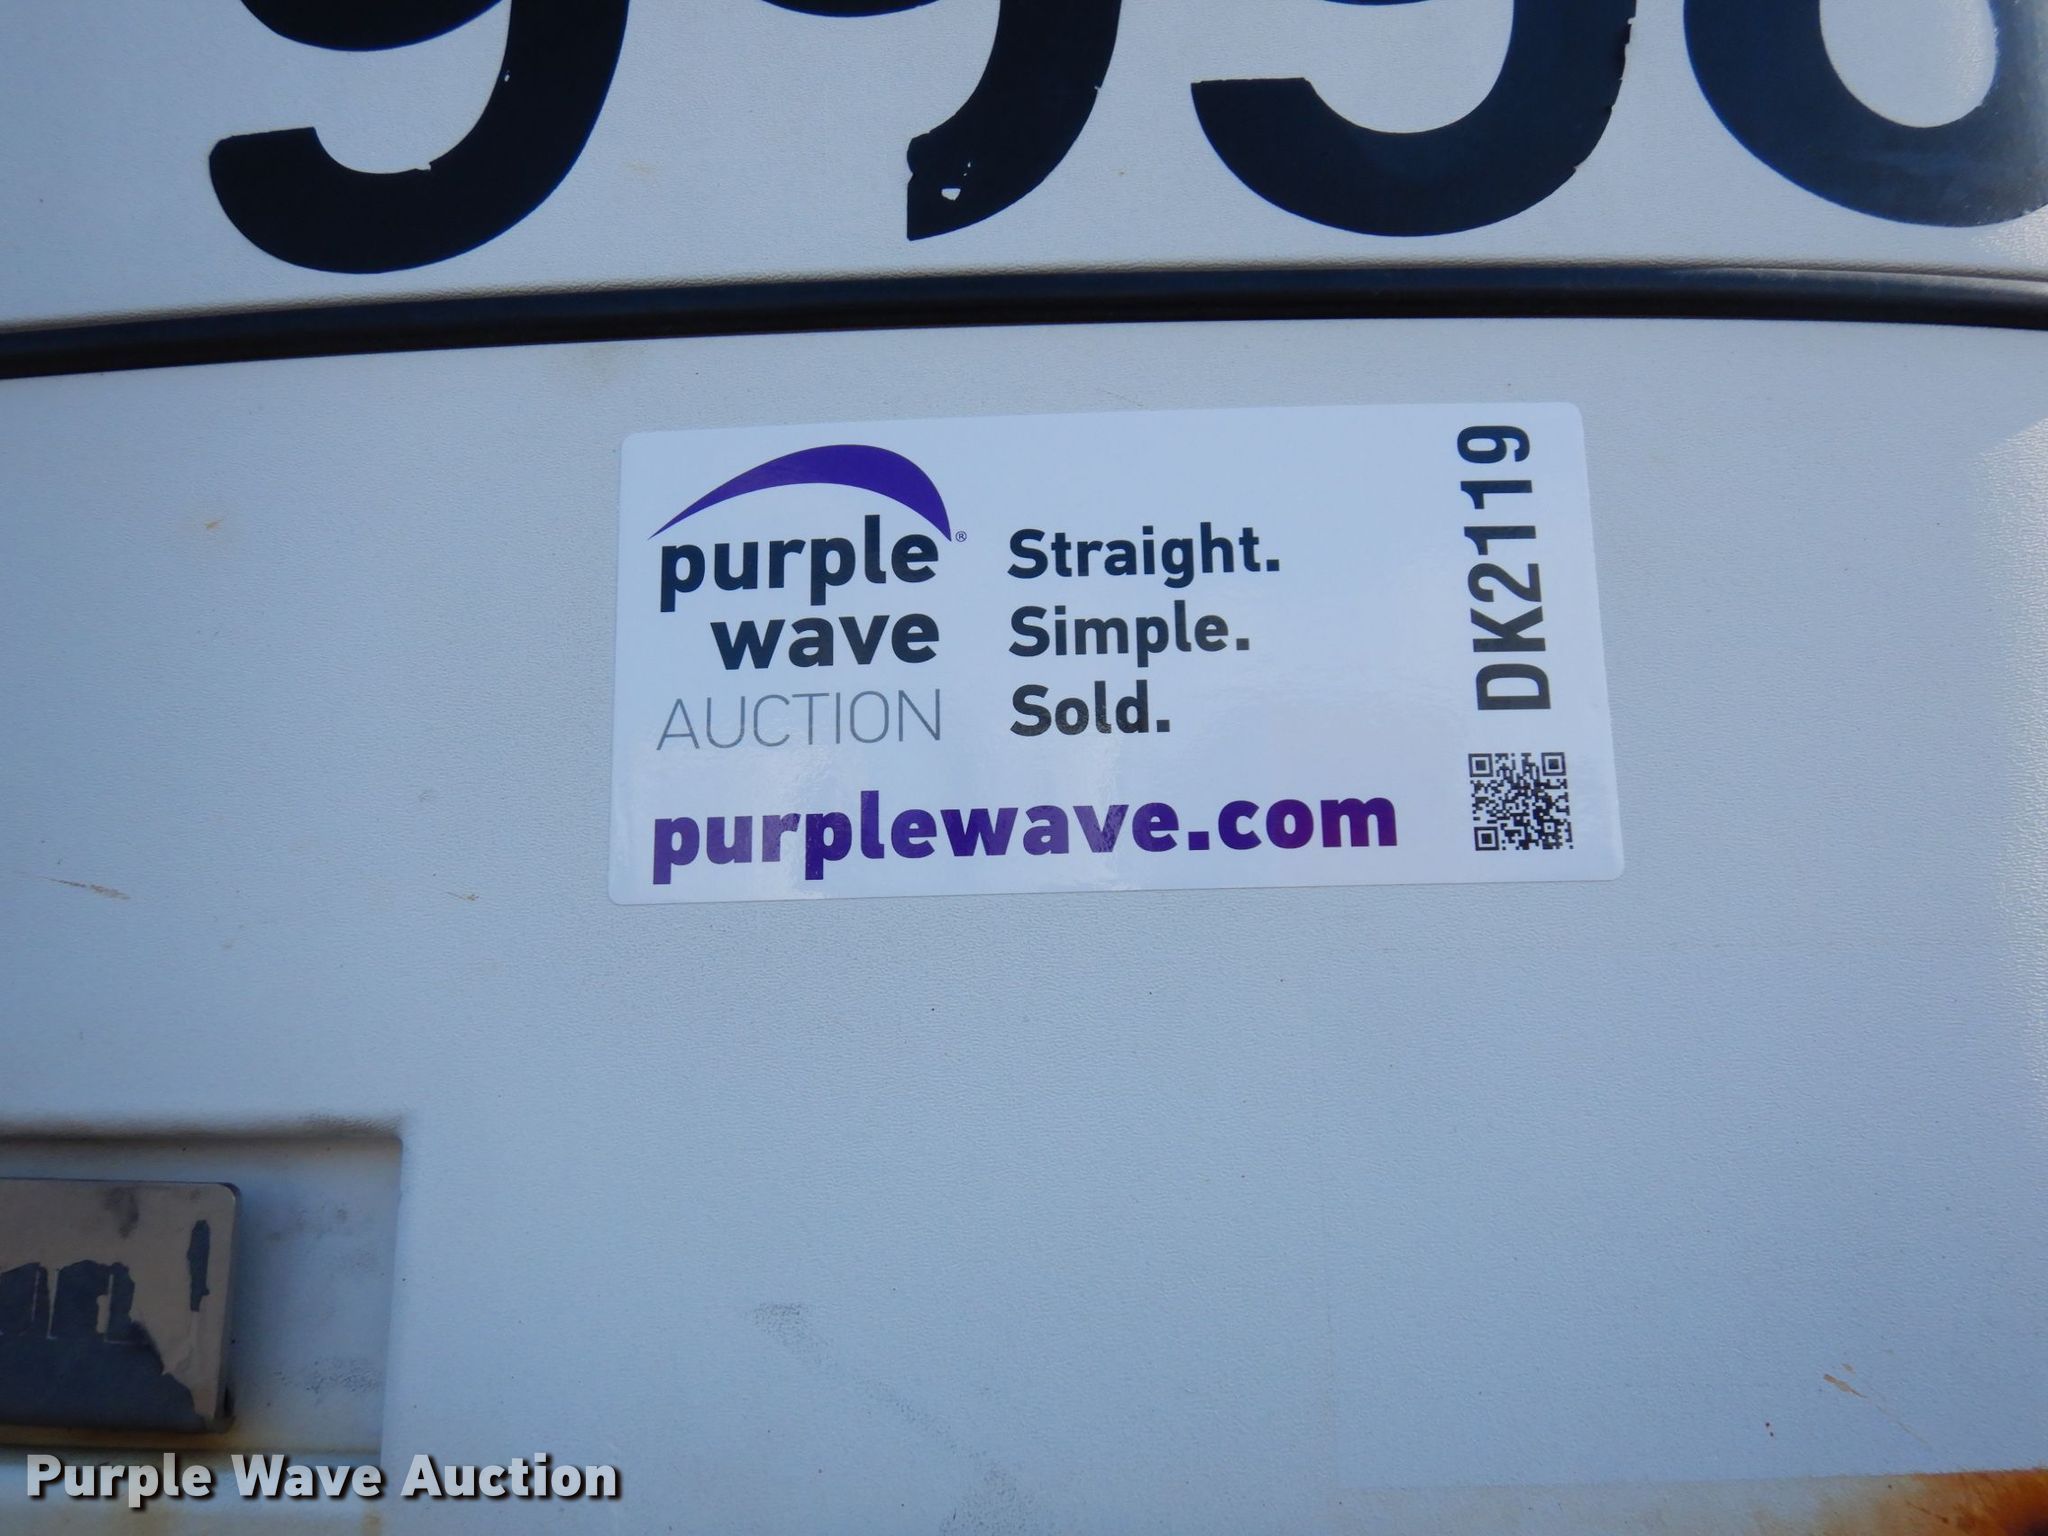 purple®
wave
AUCTION
Straight.
Simple.
Sold.
purplewave.com
DK2119
Purple Wave Auction